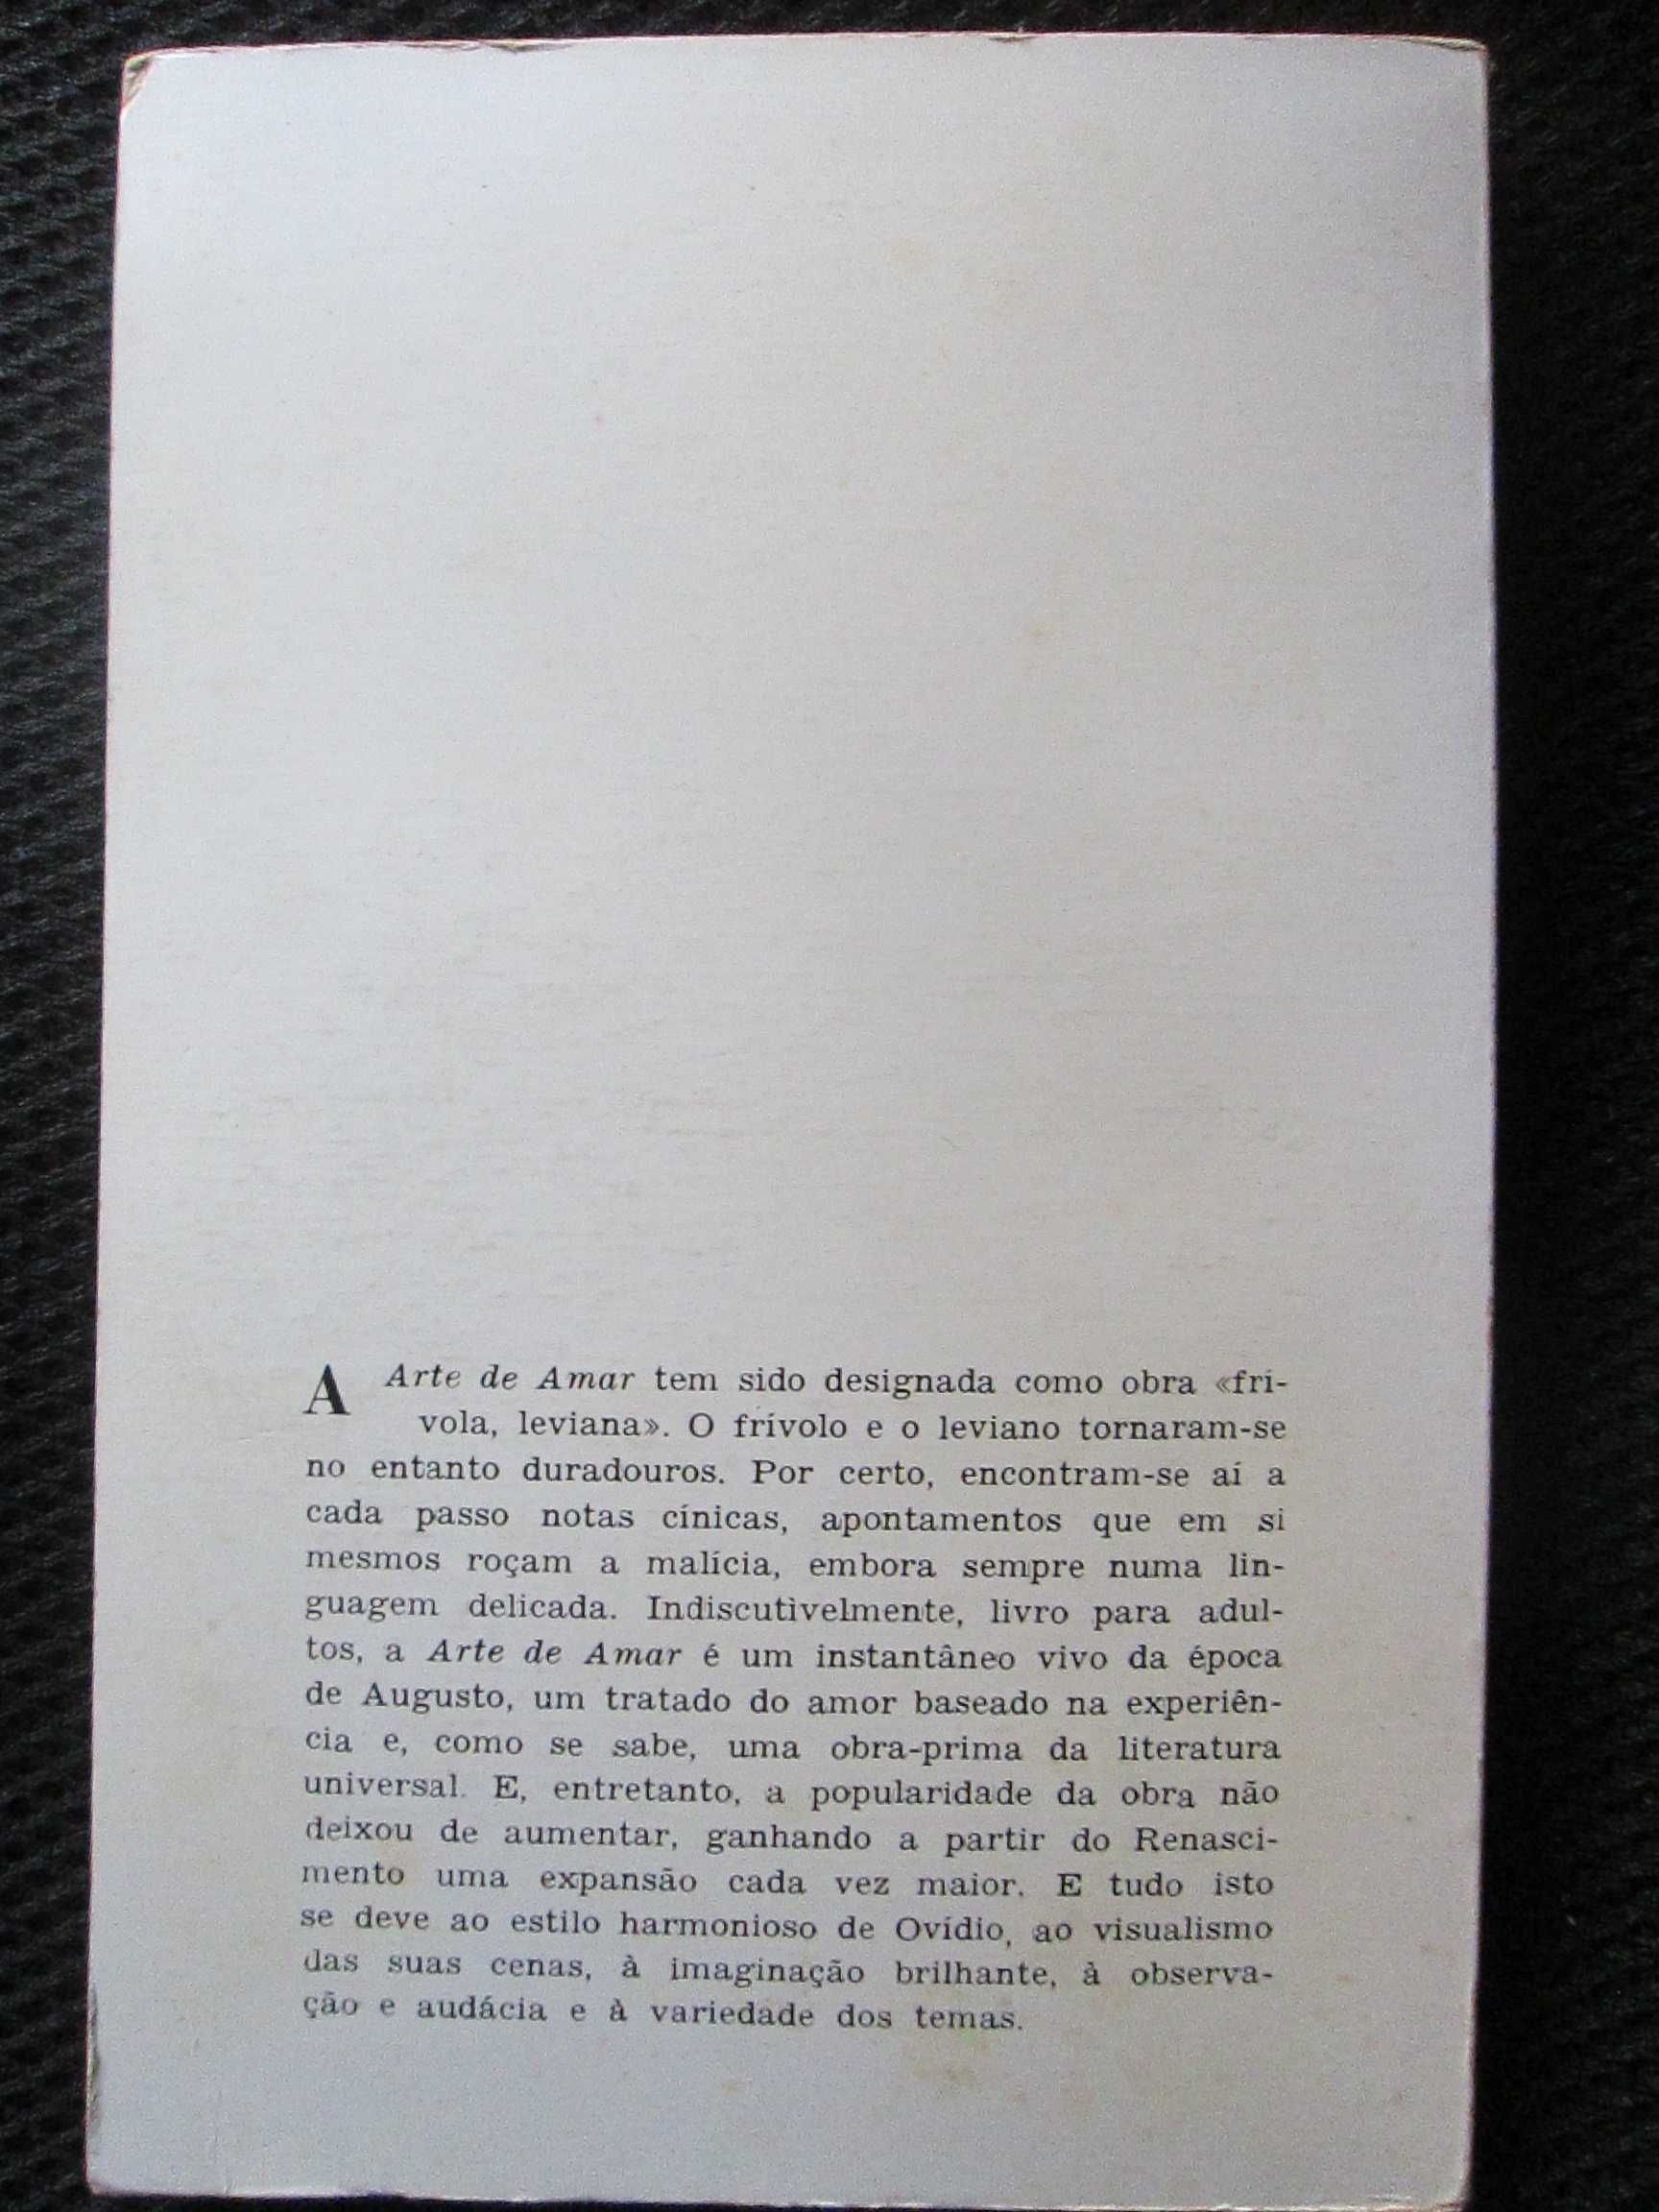 A Arte de Amar tem sido designada como obra «frí-
vola, leviana». O frívolo e o leviano tornaram-se
no entanto duradouros. Por certo, encontram-se aí a
cada passo notas cínicas, apontamentos que em si
mesmos roçam a malícia, embora sempre numa lin-
guagem delicada. Indiscutìvelmente, livro para adul-
tos, a Arte de Amar é um instantâneo vivo da época
de Augusto, um tratado do amor baseado na experiên-
cia e, como se sabe, uma obra-prima da literatura
universal. E, entretanto, a popularidade da obra não
deixou de aumentar, ganhando a partir do Renasci-
mento uma expansão cada vez maior. E tudo isto
se deve ao estilo harmonioso de Ovídio, ao visualismo
das suas cenas, à imaginação brilhante, à observa-
ção e audácia e à variedade dos temas.